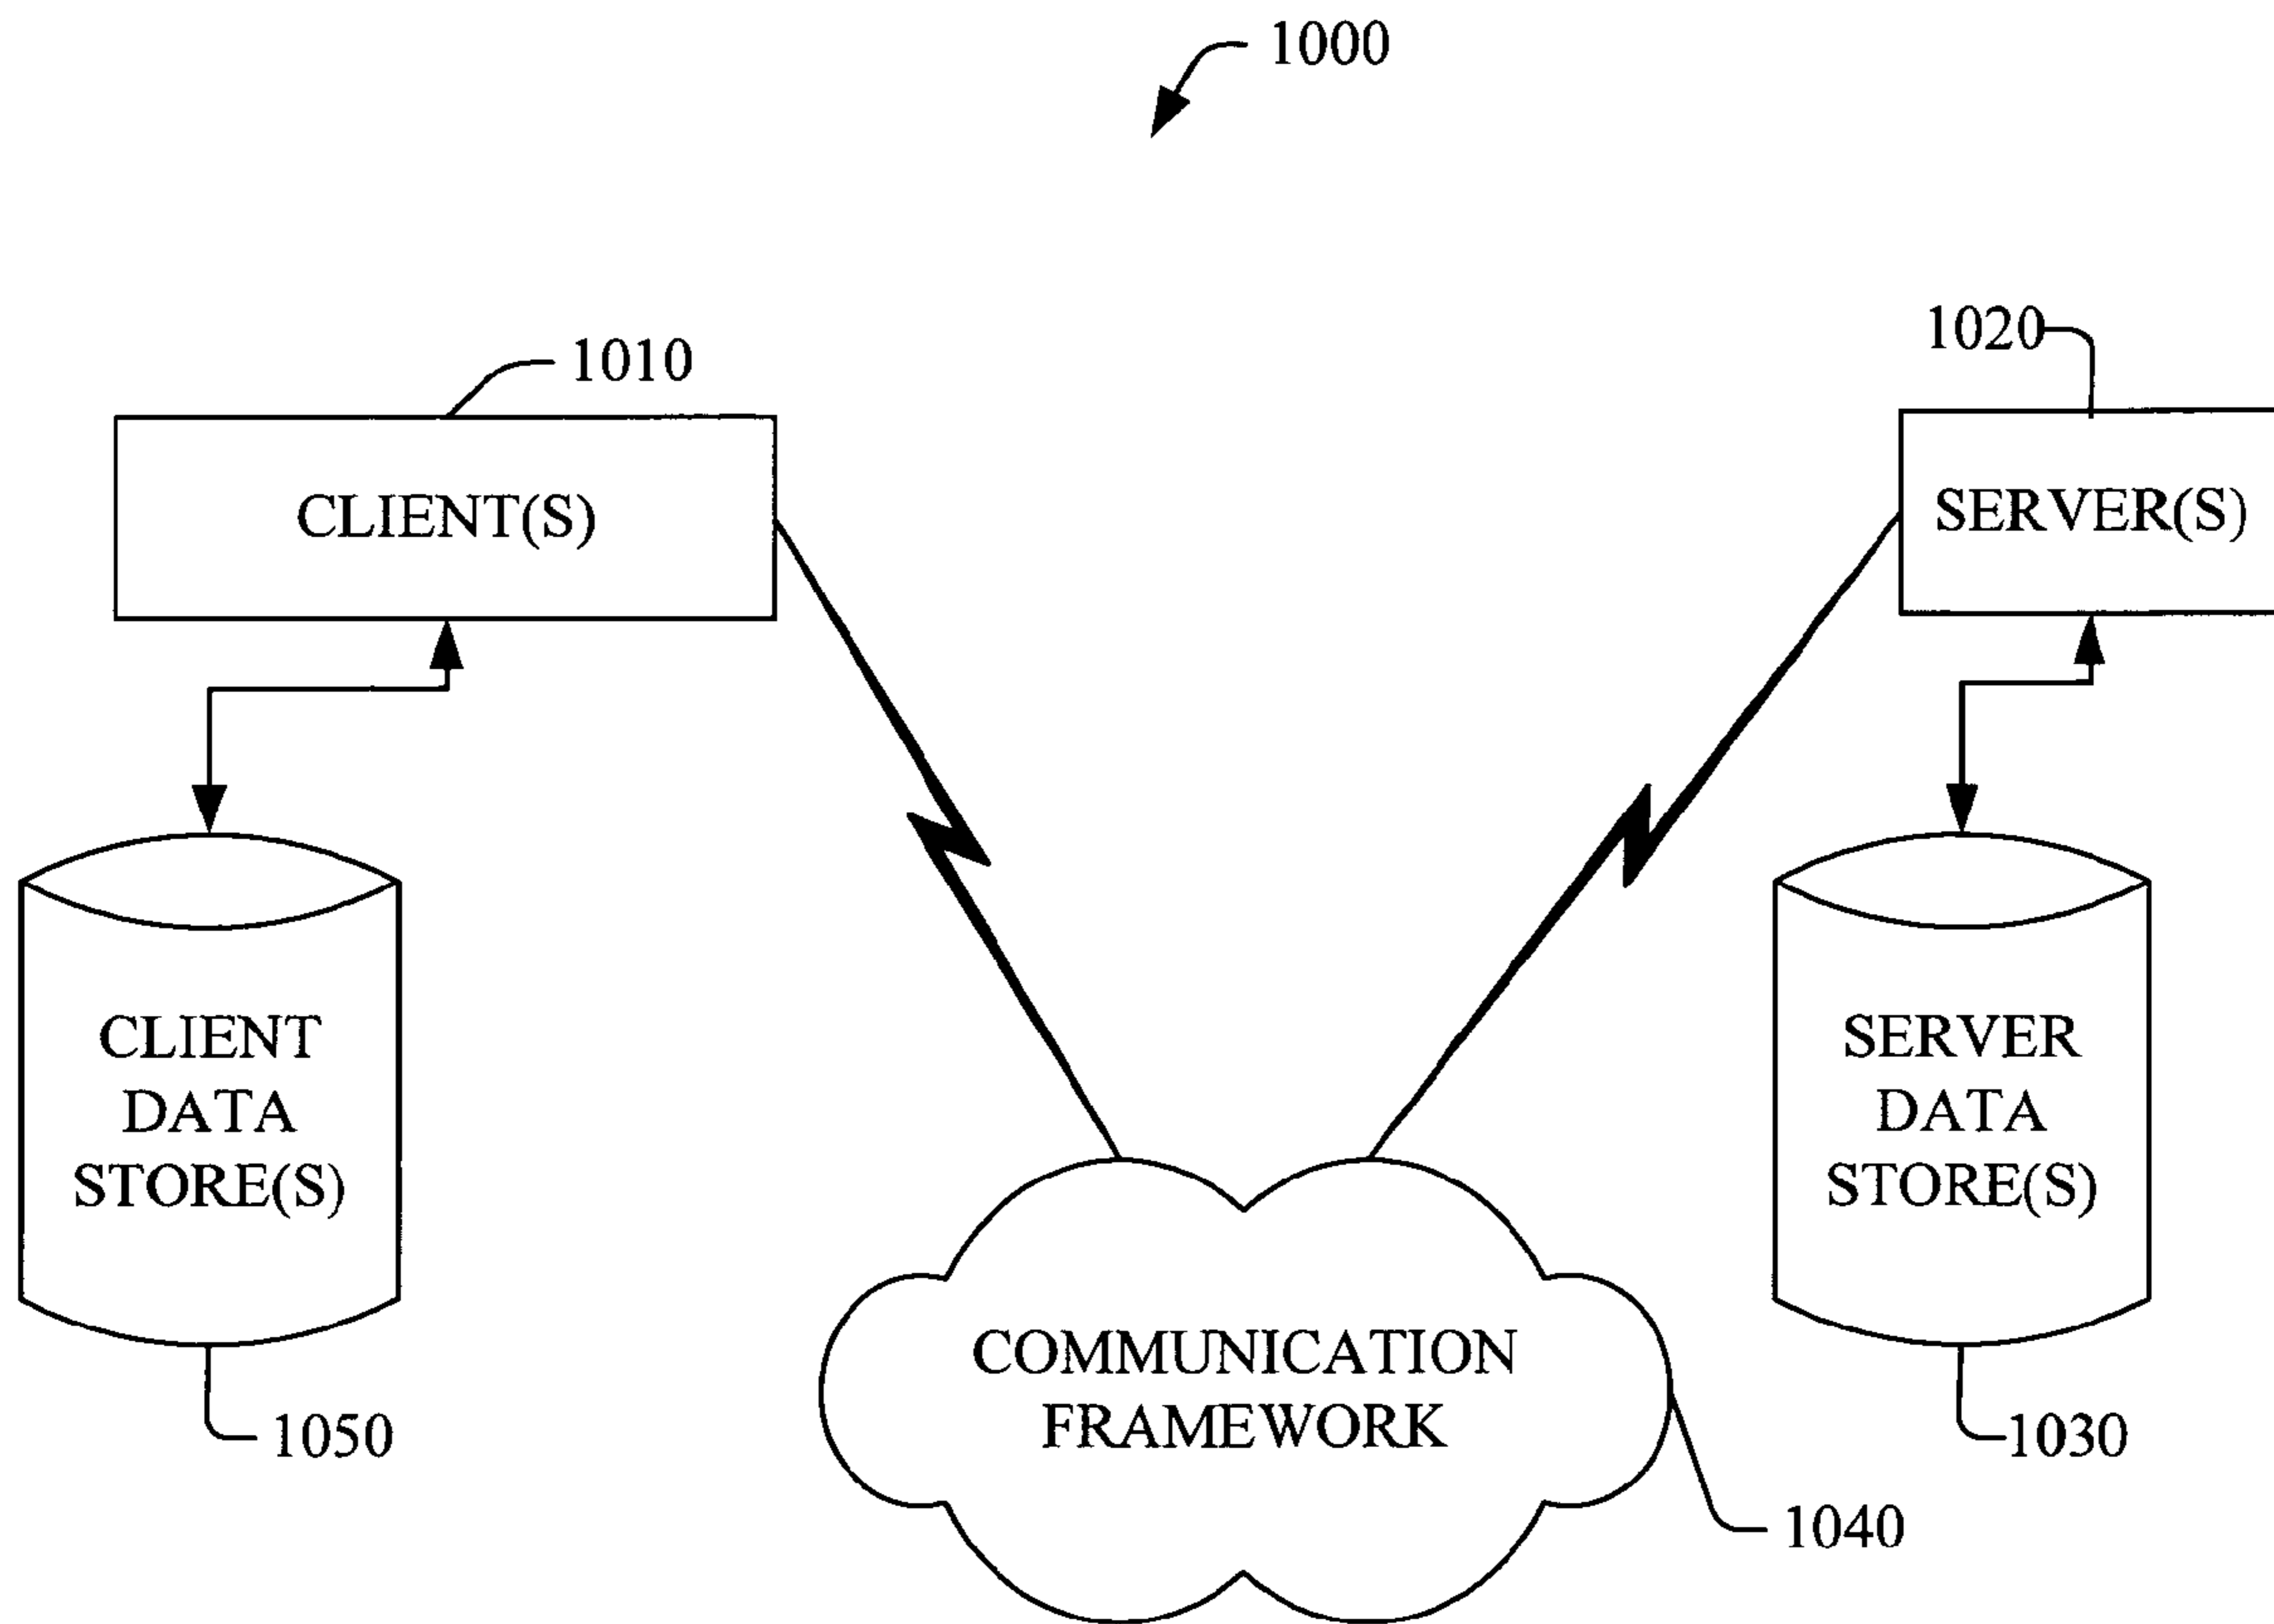 1000
1010
1020
CLIENT(S)
SERVER(S)
CLIENT
DATA
STORE(S)
SERVER
DATA
STORE(S)
COMMUNICATION
FRAMEWORK
1050
1030
1040